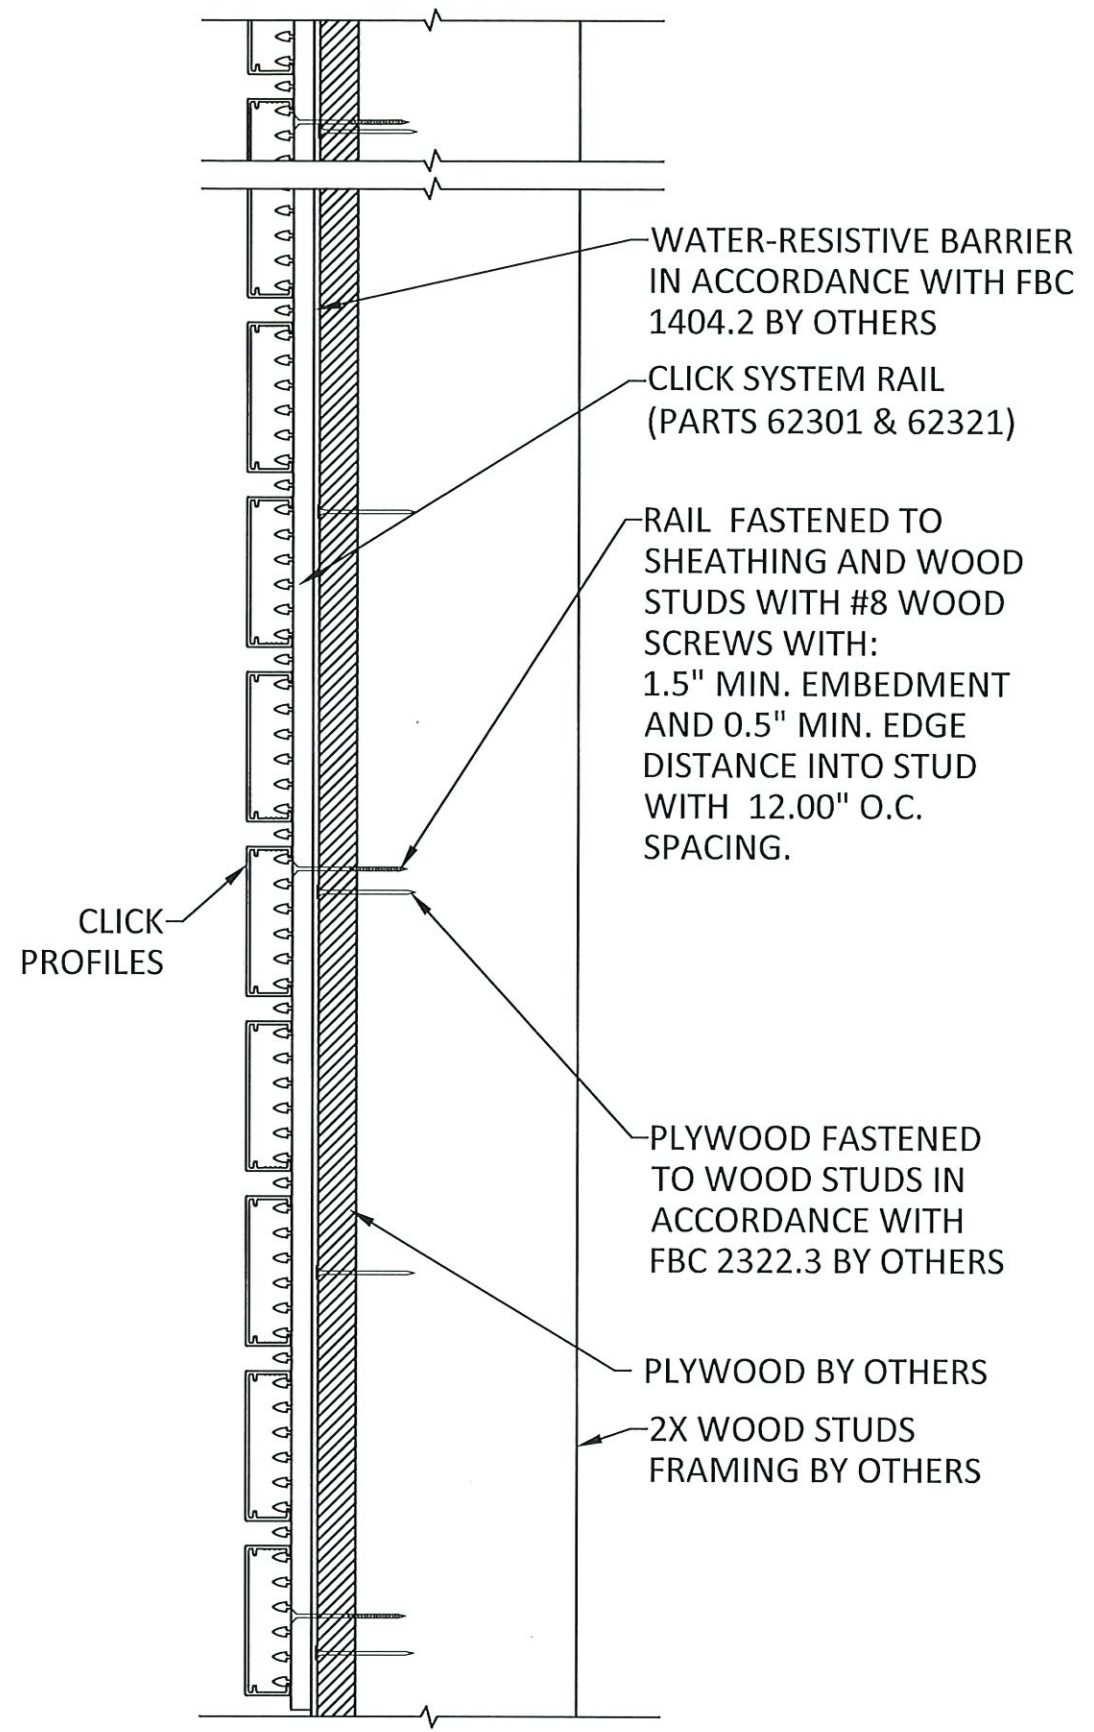 WATER-RESISTIVE BARRIER
IN ACCORDANCE WITH FBC
1404.2 BY OTHERS
CLICK SYSTEM RAIL
(PARTS 62301 & 62321)
RAIL FASTENED TO
SHEATHING AND WOOD
STUDS WITH #8 WOOD
SCREWS WITH:
1.5" MIN. EMBEDMENT
AND 0.5" MIN. EDGE
DISTANCE INTO STUD
WITH 12.00" O.C.
SPACING.
CLICK
PROFILES
PLYWOOD FASTENED
TO WOOD STUDS IN
ACCORDANCE WITH
FBC 2322.3 BY OTHERS
PLYWOOD BY OTHERS
2X WOOD STUDS
FRAMING BY OTHERS